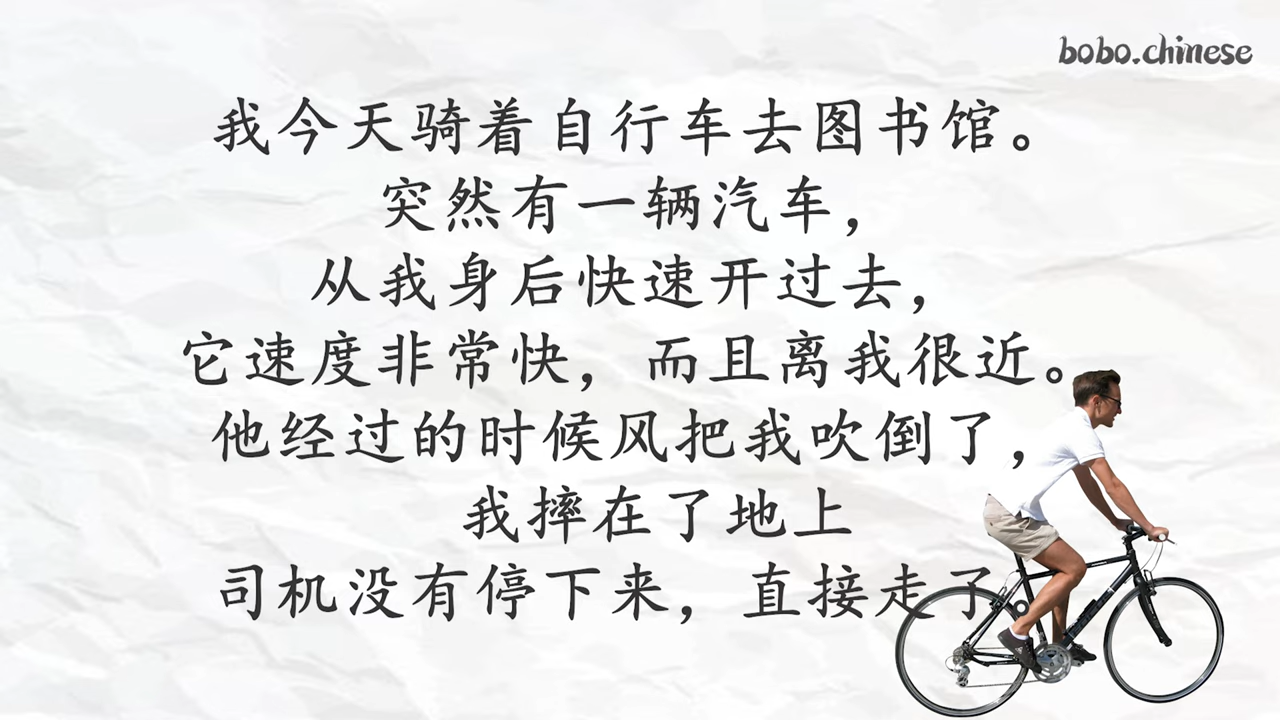 bobo.chinese
我今天骑着自行车去图书馆。
突然有一辆汽车，
从我身后快速开过去，
它速度非常快，而且离我很近。
他经过的时候风把我吹倒了，
我摔在了地上
司机没有停下来，直接走了。